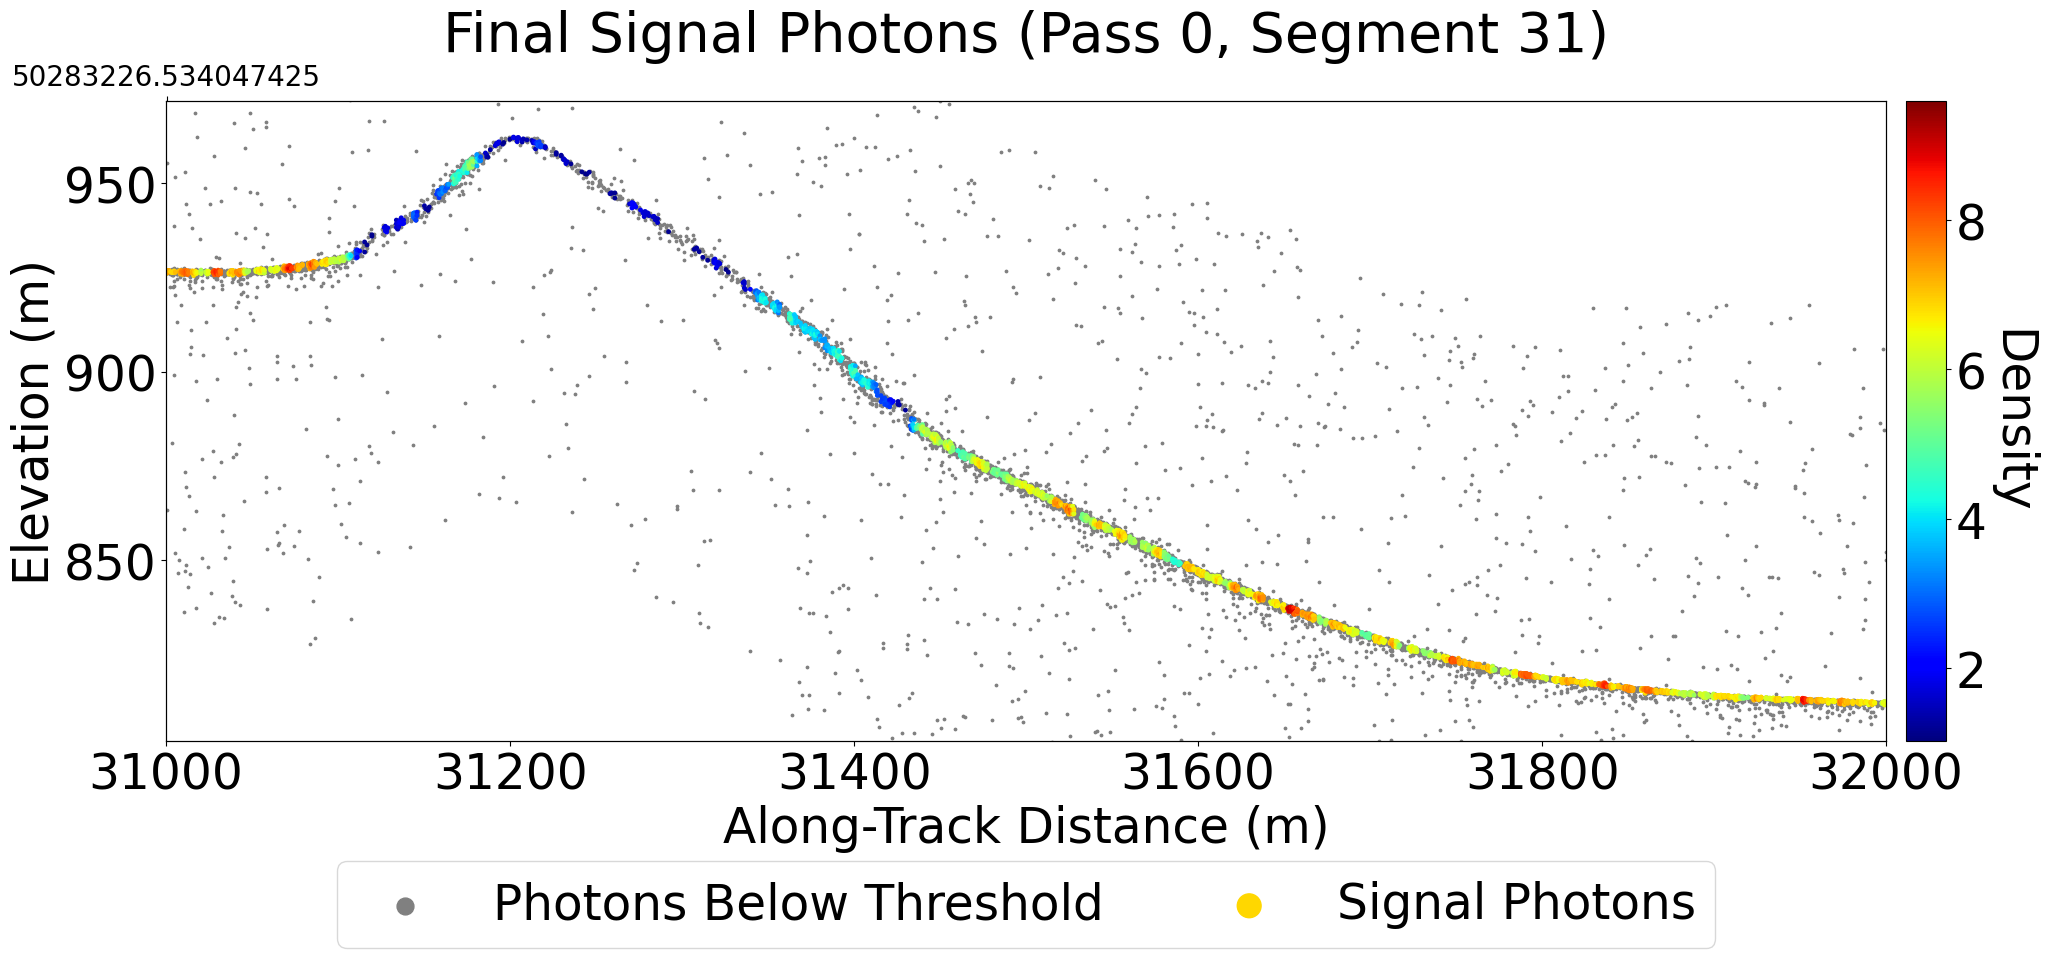 Final Signal Photons (Pass 0, Segment 31)
50283226.534047425
950
900
850
Elevation (m)
31000 31200 31400 31600 31800 32000
Along-Track Distance (m)
8
6
4
2
Density
Photons Below Threshold Signal Photons